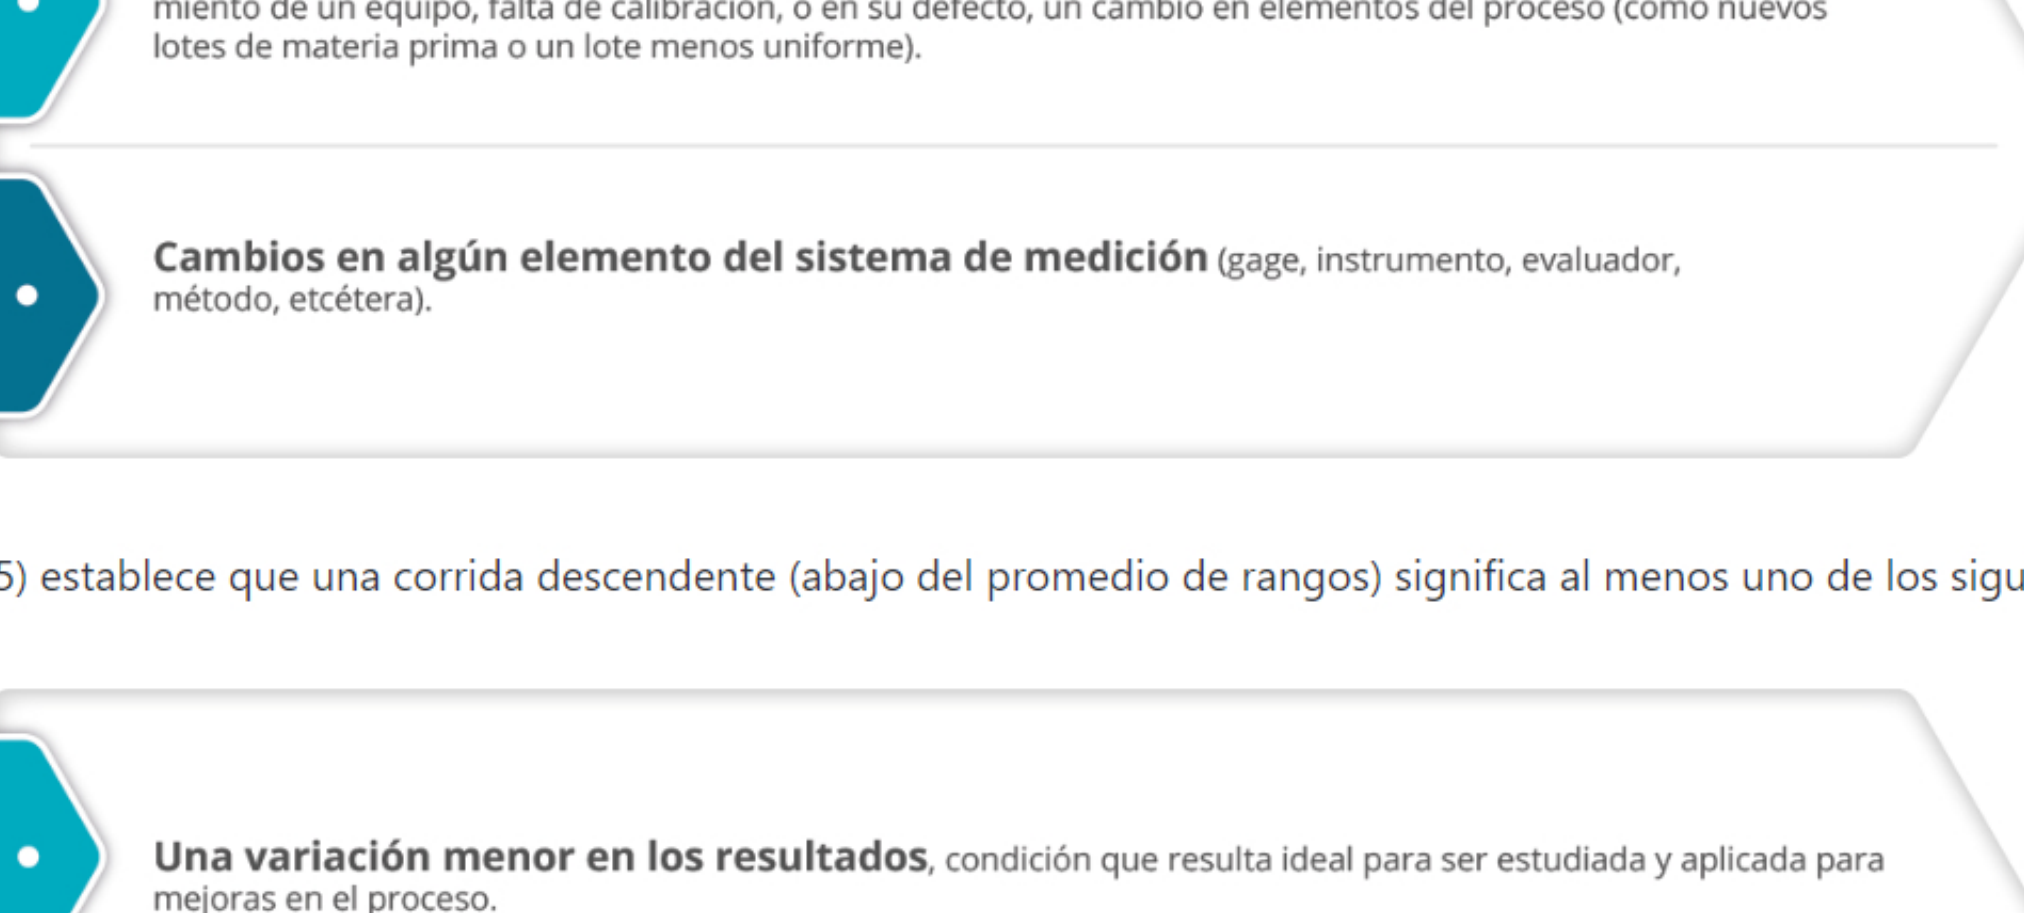 miento de un equipo, falta de calibración, o en su defecto, un cambio en elementos del proceso (como nuevos
lotes de materia prima o un lote menos uniforme).
Cambios en algún elemento del sistema de medición (gage, instrumento, evaluador,
método, etcétera).
5) establece que una corrida descendente (abajo del promedio de rangos) significa al menos uno de los sigu
Una variación menor en los resultados, condición que resulta ideal para ser estudiada y aplicada para
mejoras en el proceso.